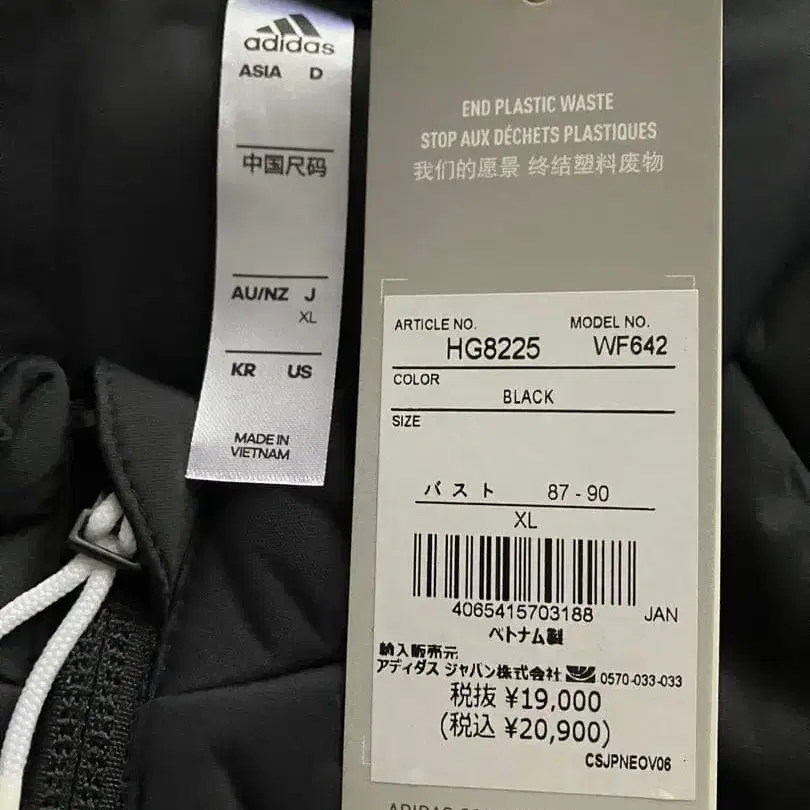 adidas
ASIA D
中国尺码
AU/NZ J
XL
KR US
MADE IN
VIETNAM
END PLASTIC WASTE
STOP AUX DÉCHETS PLASTIQUES
我们的愿景 终结塑料废物
ARTICLE NO. MODEL NO.
HG8225 WF642
COLOR
BLACK
SIZE
バスト 87-90
XL
4065415703188 JAN
ベトナム製
輸入販売元
アディダス ジャパン株式会社 0570-033-033
税抜 ¥19,000
(税込 ¥20,900)
CSJPNEOV06